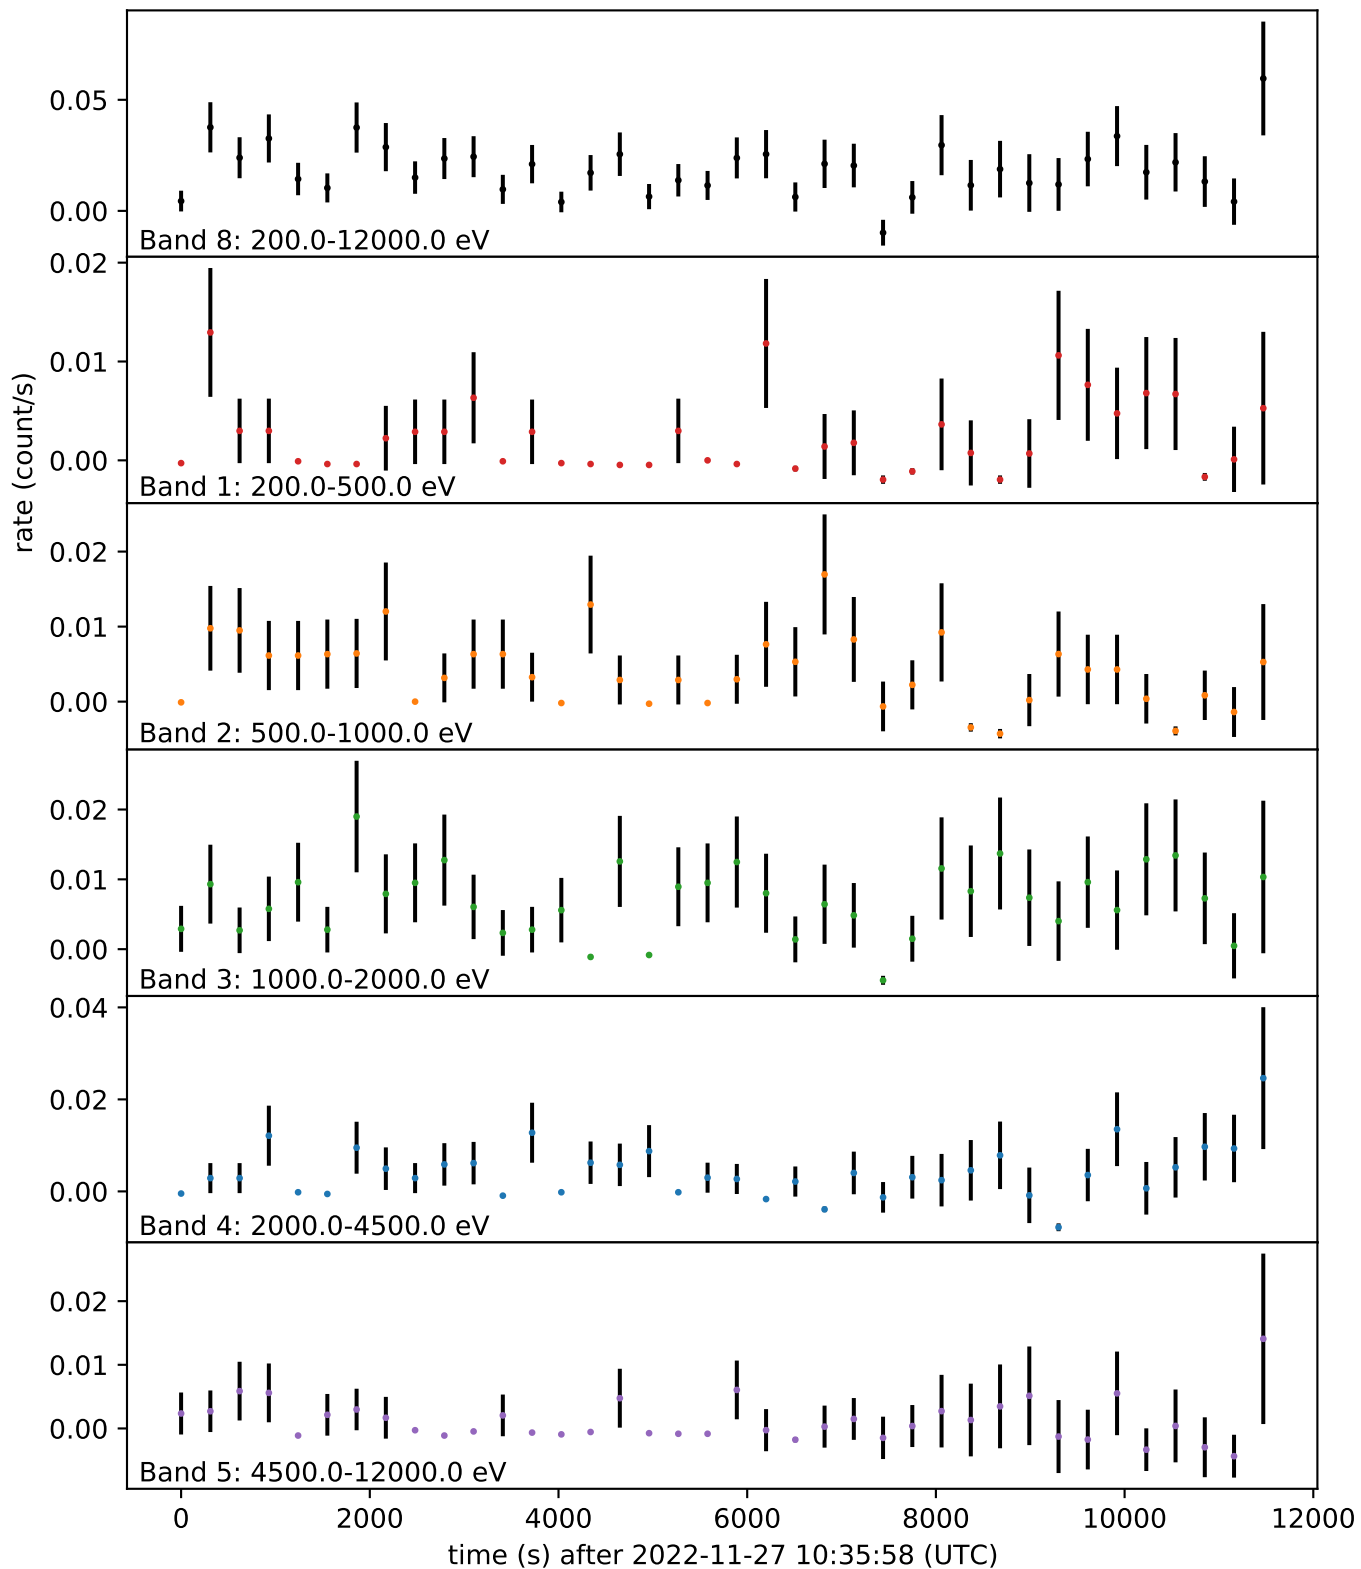 0.05
0.00
Band 8: 200.0-12000.0 eV
0.02
0.01
0.00
Band 1: 200.0-500.0 eV
rate (count/s)
0.02
0.01
0.00
Band 2: 500.0-1000.0 eV
0.02
0.01
0.00
Band 3: 1000.0-2000.0 eV
0.04
0.02
0.00
Band 4: 2000.0-4500.0 eV
0.02
0.01
0.00
Band 5: 4500.0-12000.0 eV
0 2000 4000 6000 8000 10000 12000
time (s) after 2022-11-27 10:35:58 (UTC)